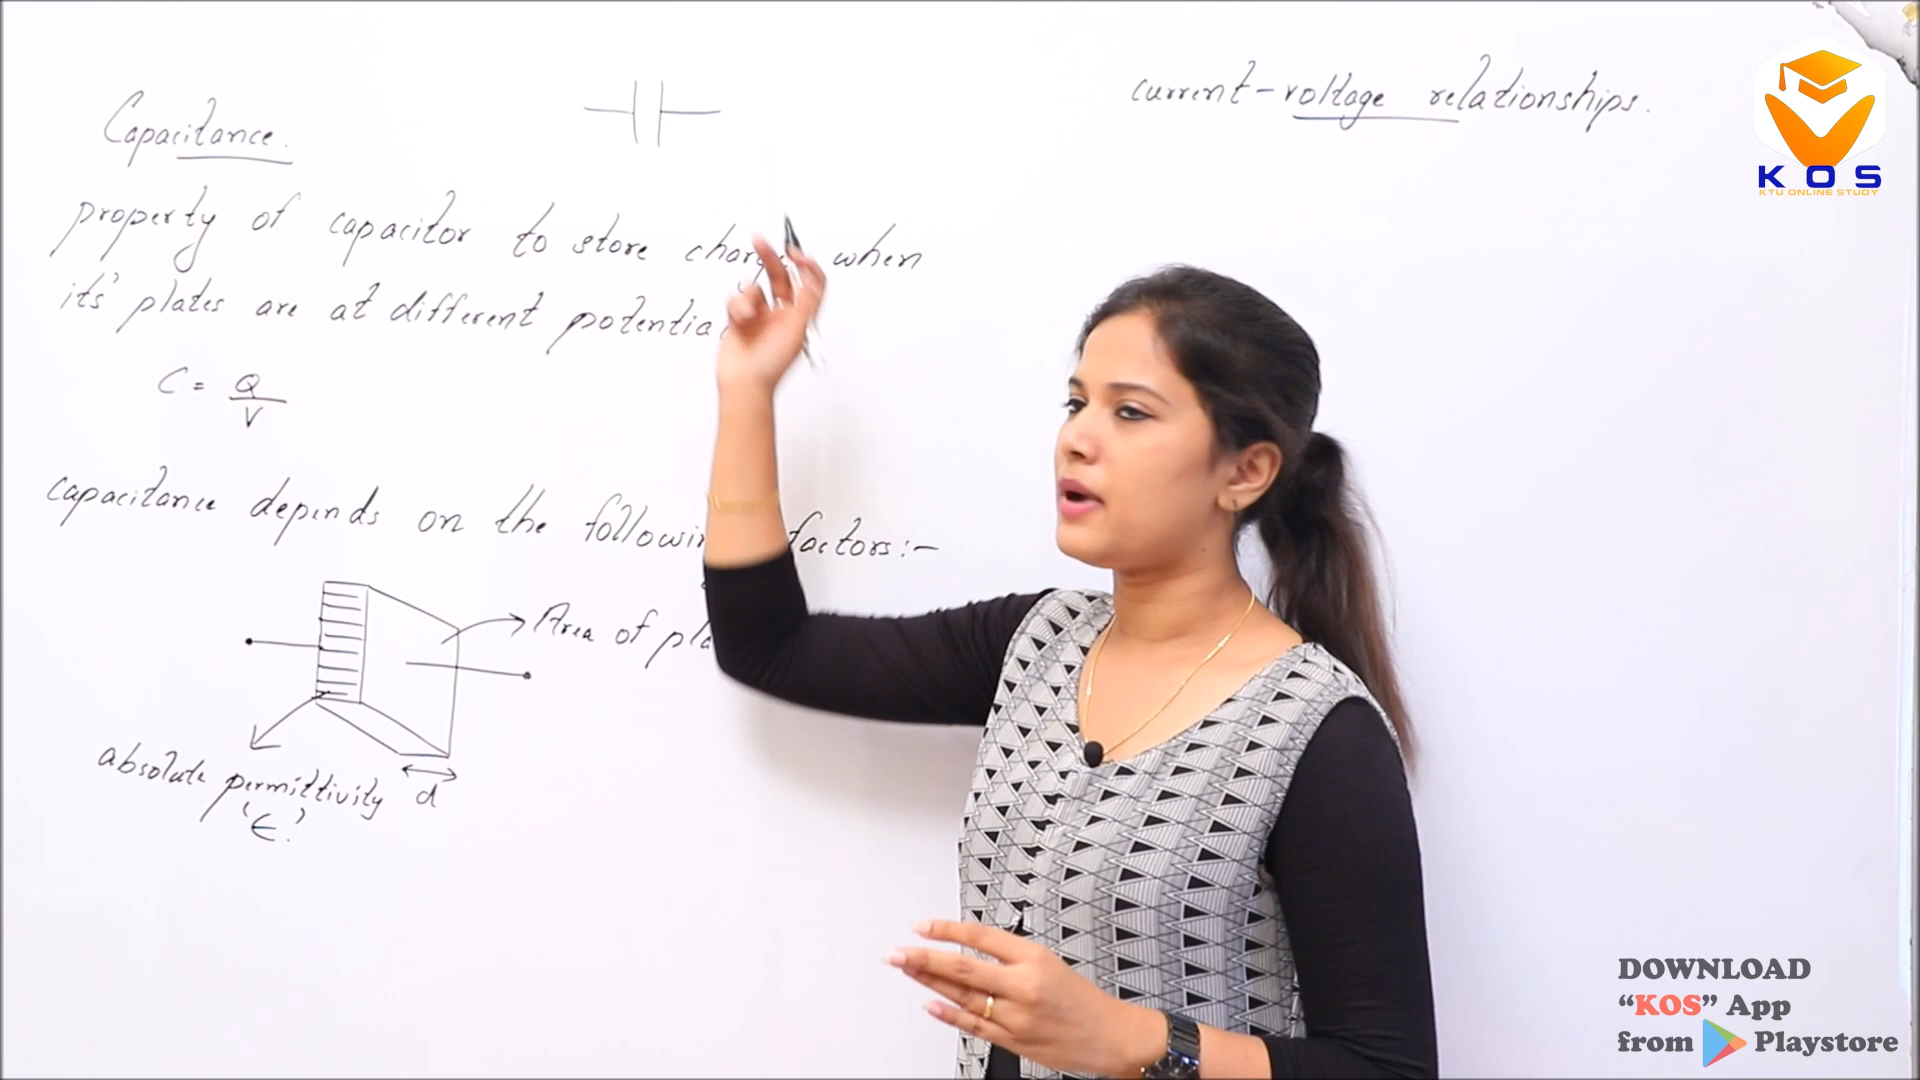 Capacitance.
property of capacitor to store charge when
its' plates are at different potential
C = Q
V
capacitance depends on the following factors:-
Area of pla
absolute permittivity
'ϵ'
d
current-voltage relationships.
KOS
KTU ONLINE STUDY
DOWNLOAD
"KOS" App
from Playstore